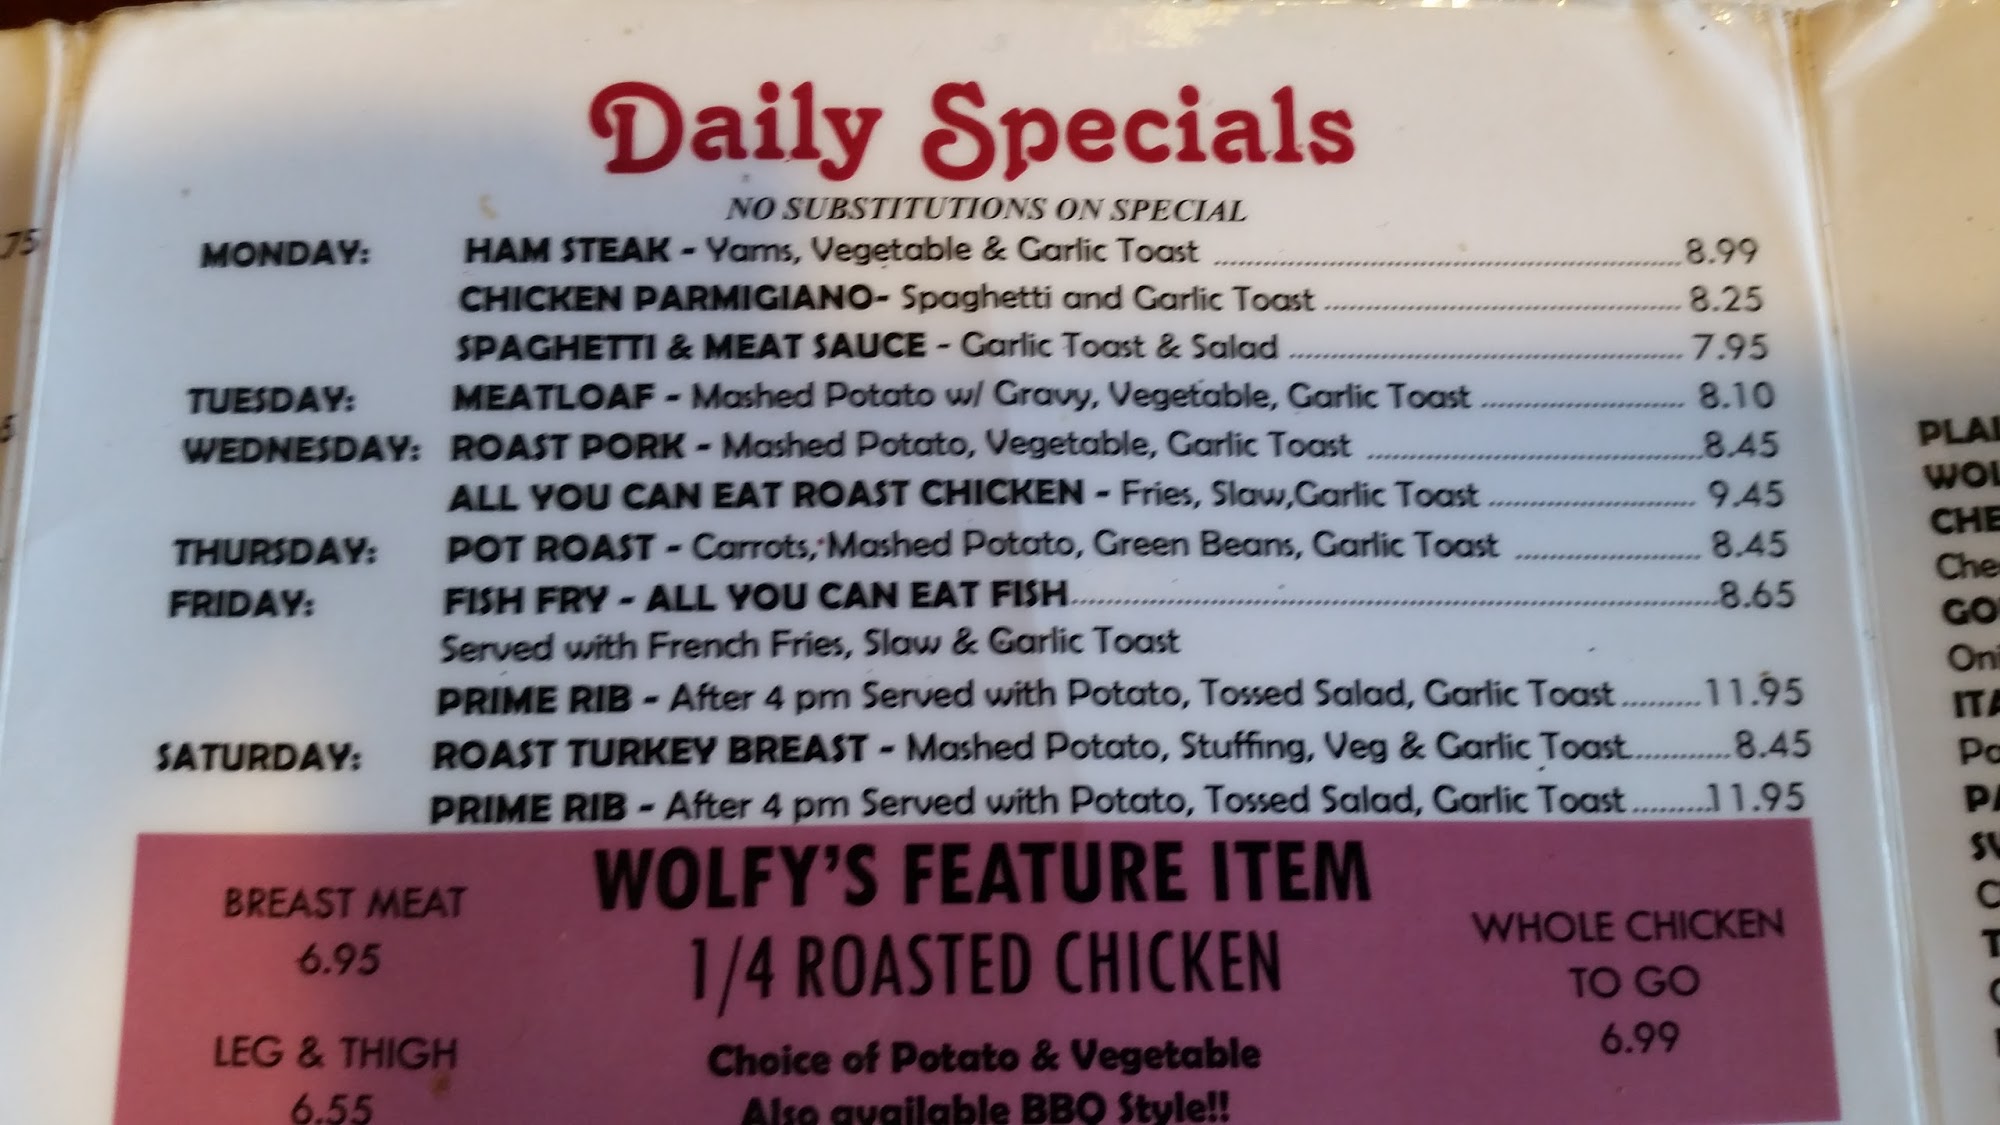 Daily Specials
NO SUBSTITUTIONS ON SPECIAL
MONDAY: HAM STEAK - Yams, Vegetable & Garlic Toast 8.99
CHICKEN PARMIGIANO- Spaghetti and Garlic Toast 8.25
SPAGHETTI & MEAT SAUCE - Garlic Toast & Salad 7.95
TUESDAY: MEATLOAF - Mashed Potato w/ Gravy, Vegetable, Garlic Toast 8.10
WEDNESDAY: ROAST PORK - Mashed Potato, Vegetable, Garlic Toast 8.45
ALL YOU CAN EAT ROAST CHICKEN - Fries, Slaw,Garlic Toast 9.45
THURSDAY: POT ROAST - Carrots, Mashed Potato, Green Beans, Garlic Toast 8.45
FRIDAY: FISH FRY - ALL YOU CAN EAT FISH 8.65
Served with French Fries, Slaw & Garlic Toast
PRIME RIB - After 4 pm Served with Potato, Tossed Salad, Garlic Toast 11.95
SATURDAY: ROAST TURKEY BREAST - Mashed Potato, Stuffing, Veg & Garlic Toast 8.45
PRIME RIB - After 4 pm Served with Potato, Tossed Salad, Garlic Toast 11.95
WOLFY'S FEATURE ITEM
1/4 ROASTED CHICKEN
BREAST MEAT
6.95
LEG & THIGH
6.55
Choice of Potato & Vegetable
Also available BBQ Style!!
WHOLE CHICKEN
TO GO
6.99
.75
PLAI
WOL
CHE
Che
GO
Oni
ITA